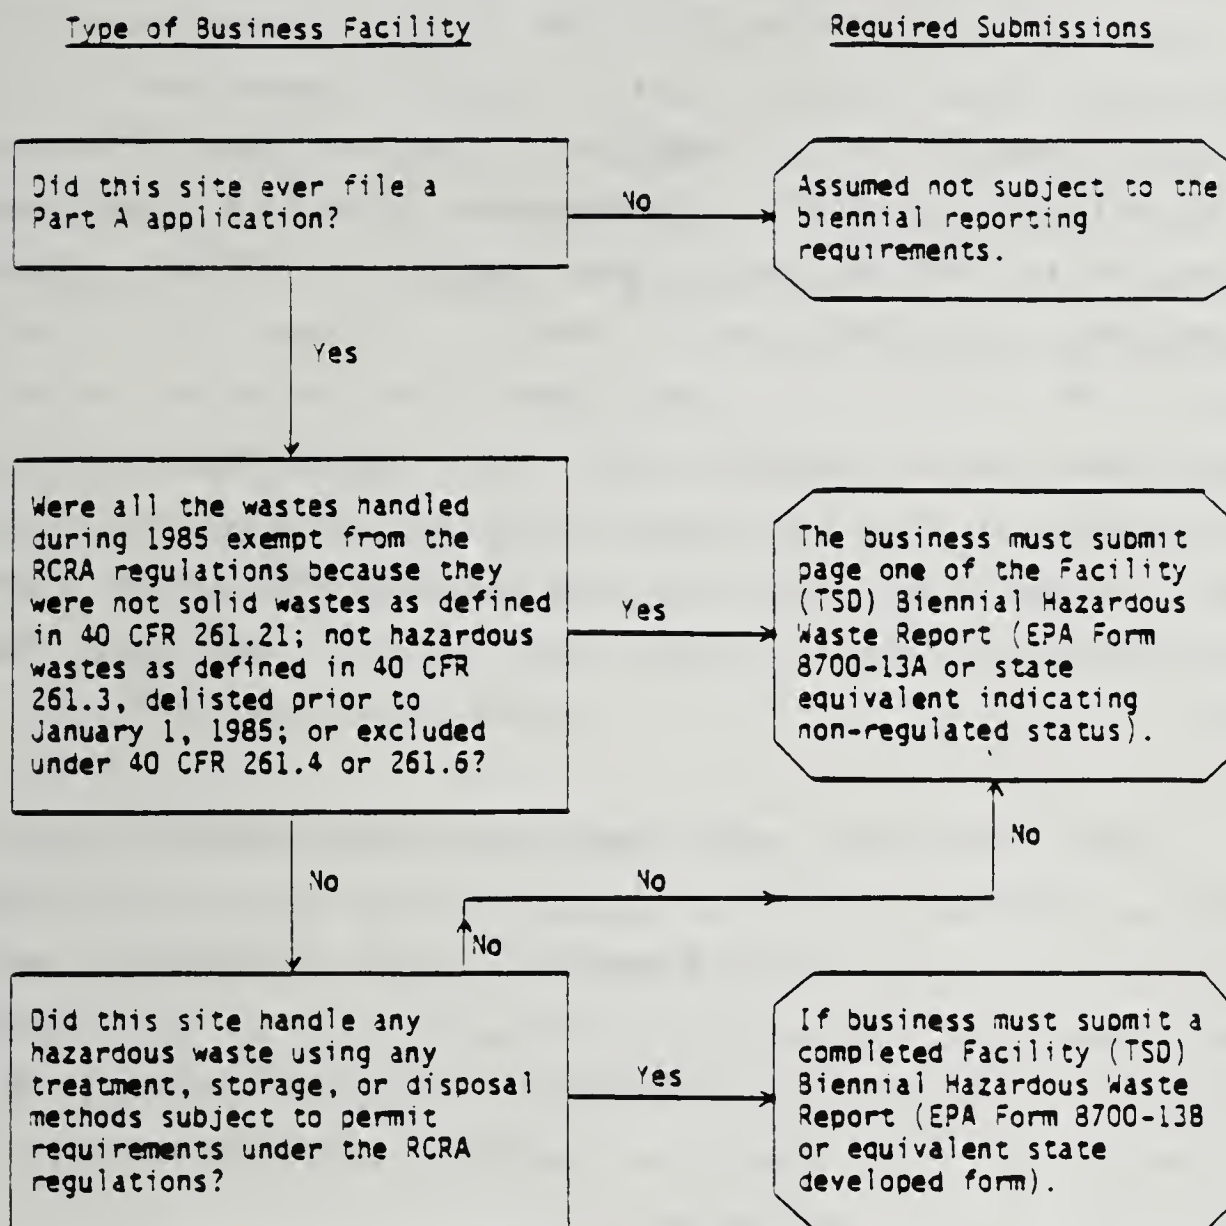 Type of Business Facility
Required Submissions
Did this site ever file a
Part A application?
No
Assumed not subject to the
biennial reporting
requirements.
Yes
Were all the wastes handled
during 1985 exempt from the
RCRA regulations because they
were not solid wastes as defined
in 40 CFR 261.21; not hazardous
wastes as defined in 40 CFR
261.3, delisted prior to
January 1, 1985; or excluded
under 40 CFR 261.4 or 261.6?
Yes
The business must submit
page one of the Facility
(TSD) Biennial Hazardous
Waste Report (EPA Form
8700-13A or state
equivalent indicating
non-regulated status).
No
No
No
No
Did this site handle any
hazardous waste using any
treatment, storage, or disposal
methods subject to permit
requirements under the RCRA
regulations?
Yes
If business must submit a
completed Facility (TSD)
Biennial Hazardous Waste
Report (EPA Form 8700-13B
or equivalent state
developed form).